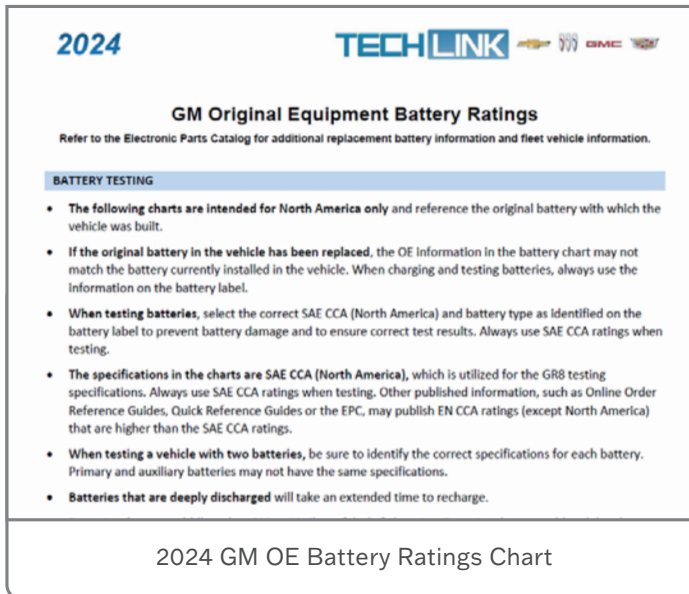 2024
TECHLINK GMC
GM Original Equipment Battery Ratings
Refer to the Electronic Parts Catalog for additional replacement battery information and fleet vehicle information.
BATTERY TESTING
• The following charts are intended for North America only and reference the original battery with which the
vehicle was built.
• If the original battery in the vehicle has been replaced, the OE information in the battery chart may not
match the battery currently installed in the vehicle. When charging and testing batteries, always use the
information on the battery label.
• When testing batteries, select the correct SAE CCA (North America) and battery type as identified on the
battery label to prevent battery damage and to ensure correct test results. Always use SAE CCA ratings when
testing.
• The specifications in the charts are SAE CCA (North America), which is utilized for the GR8 testing
specifications. Always use SAE CCA ratings when testing. Other published information, such as Online Order
Reference Guides, Quick Reference Guides or the EPC, may publish EN CCA ratings (except North America)
that are higher than the SAE CCA ratings.
• When testing a vehicle with two batteries, be sure to identify the correct specifications for each battery.
Primary and auxiliary batteries may not have the same specifications.
• Batteries that are deeply discharged will take an extended time to recharge.
2024 GM OE Battery Ratings Chart